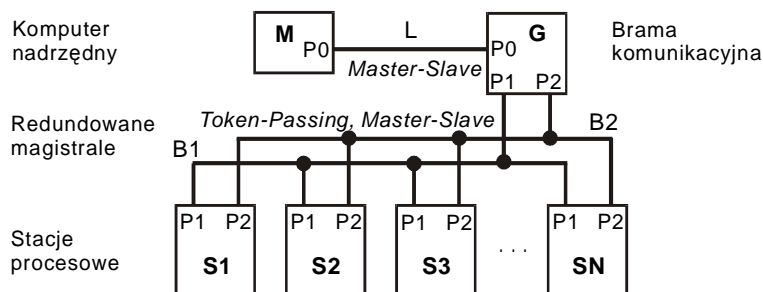 Komputer
nadrzędny
M
P0
L
Master-Slave
P0
G
P1 P2
Brama
komunikacyjna
Redundowane
magistrale
Token-Passing, Master-Slave
B1
B2
Stacje
procesowe
P1 P2
S1
P1 P2
S2
P1 P2
S3
. . .
P1 P2
SN